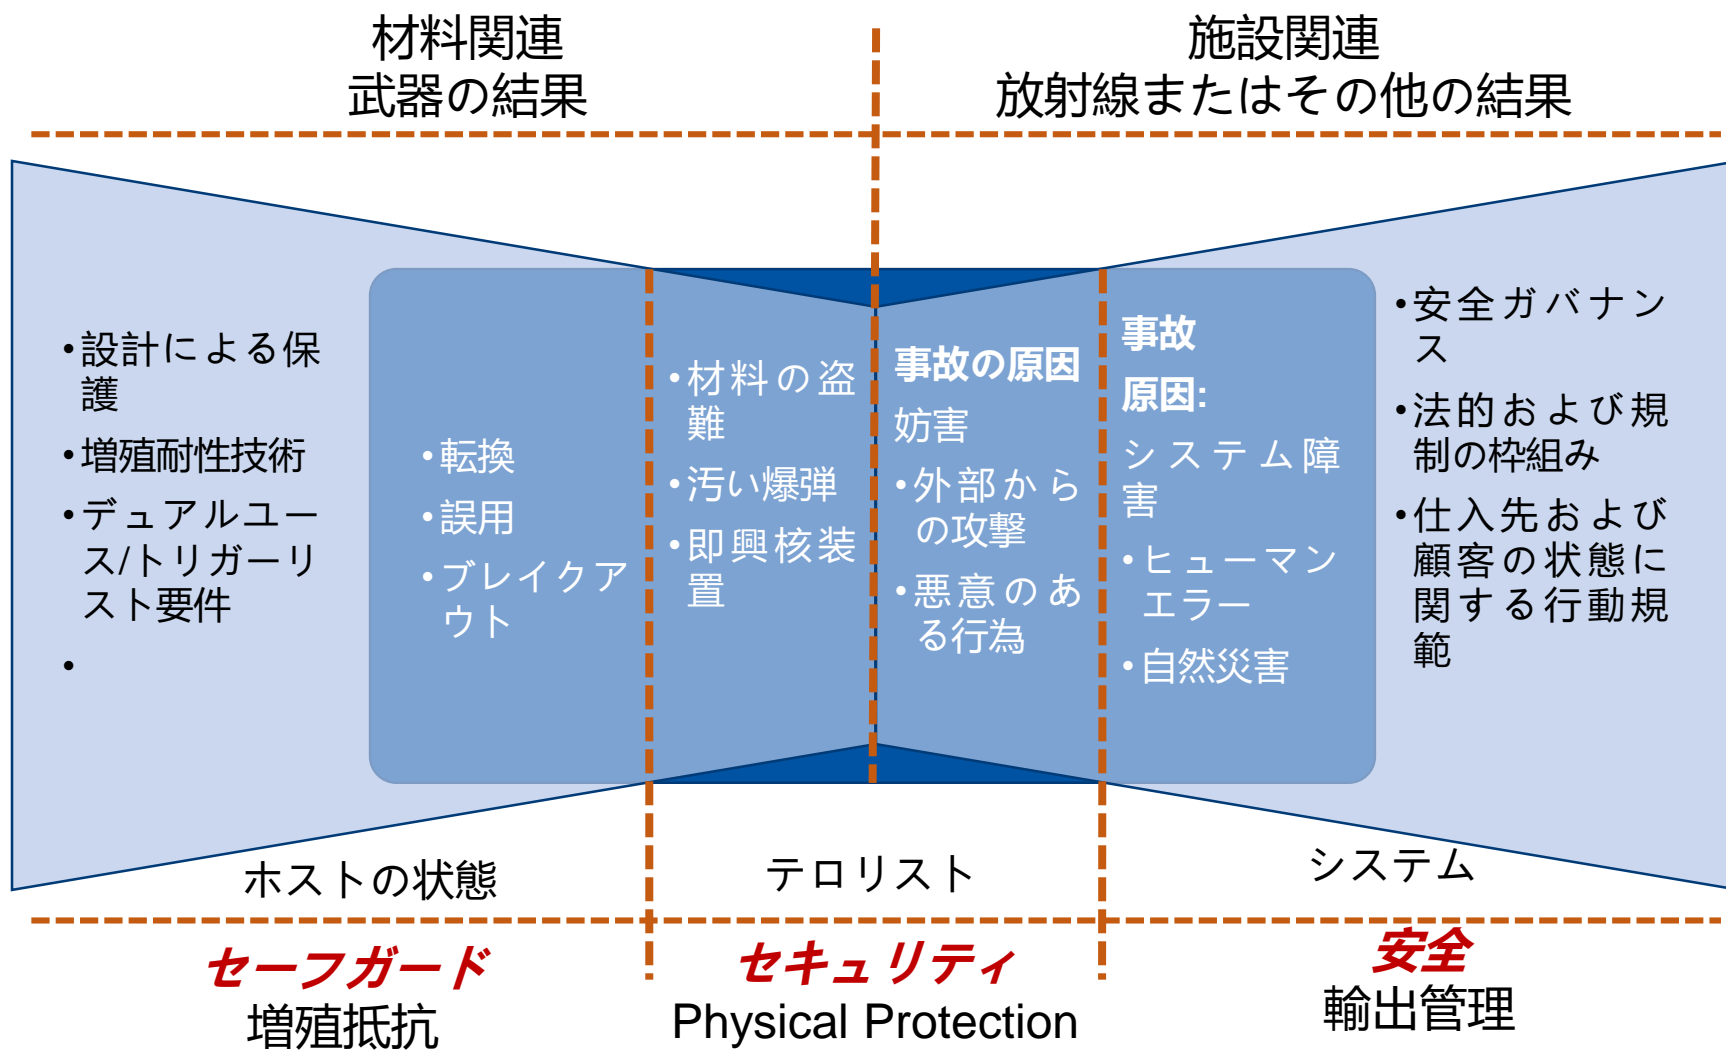 材料関連
武器の結果
施設関連
放射線またはその他の結果
•設計による保
護
•増殖耐性技術
•デュアルユー
ス/トリガーリ
スト要件
•
•転換
•誤用
•ブレイクア
ウト
•材料の盗
難
•汚い爆弾
•即興核装
置
事故の原因
妨害
•外部から
の攻撃
•悪意のあ
る行為
事故
原因:
システム障
害
•ヒューマン
エラー
•自然災害
•安全ガバナン
ス
•法的および規
制の枠組み
•仕入先および
顧客の状態に
関する行動規
範
ホストの状態
テロリスト
システム
セーフガード
増殖抵抗
セキュリティ
Physical Protection
安全
輸出管理